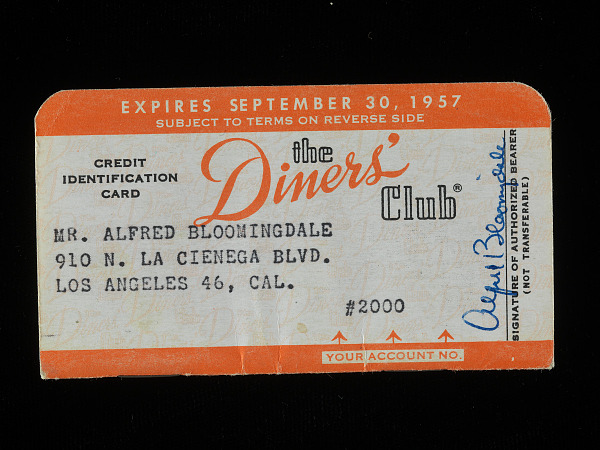 EXPIRES SEPTEMBER 30, 1957
SUBJECT TO TERMS ON REVERSE SIDE
CREDIT
IDENTIFICATION
CARD
the
Diners'
Club®
MR. ALFRED BLOOMINGDALE
910 N. LA CIENEGA BLVD.
LOS ANGELES 46, CAL.
#2000
YOUR ACCOUNT NO.
Alfred Bloomingdale
SIGNATURE OF AUTHORIZED BEARER
(NOT TRANSFERABLE)